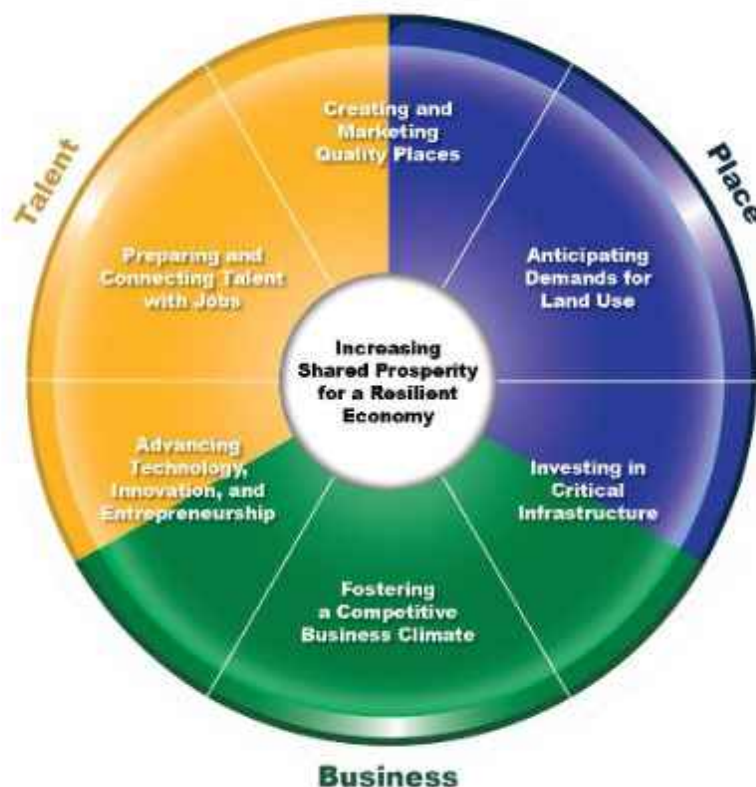 Talent
Place
Creating and
Marketing
Quality Places
Preparing and
Connecting Talent
with Jobs
Anticipating
Demands for
Land Use
Increasing
Shared Prosperity
for a Resilient
Economy
Advancing
Technology,
Innovation, and
Entrepreneurship
Investing in
Critical
Infrastructure
Fostering
a Competitive
Business Climate
Business